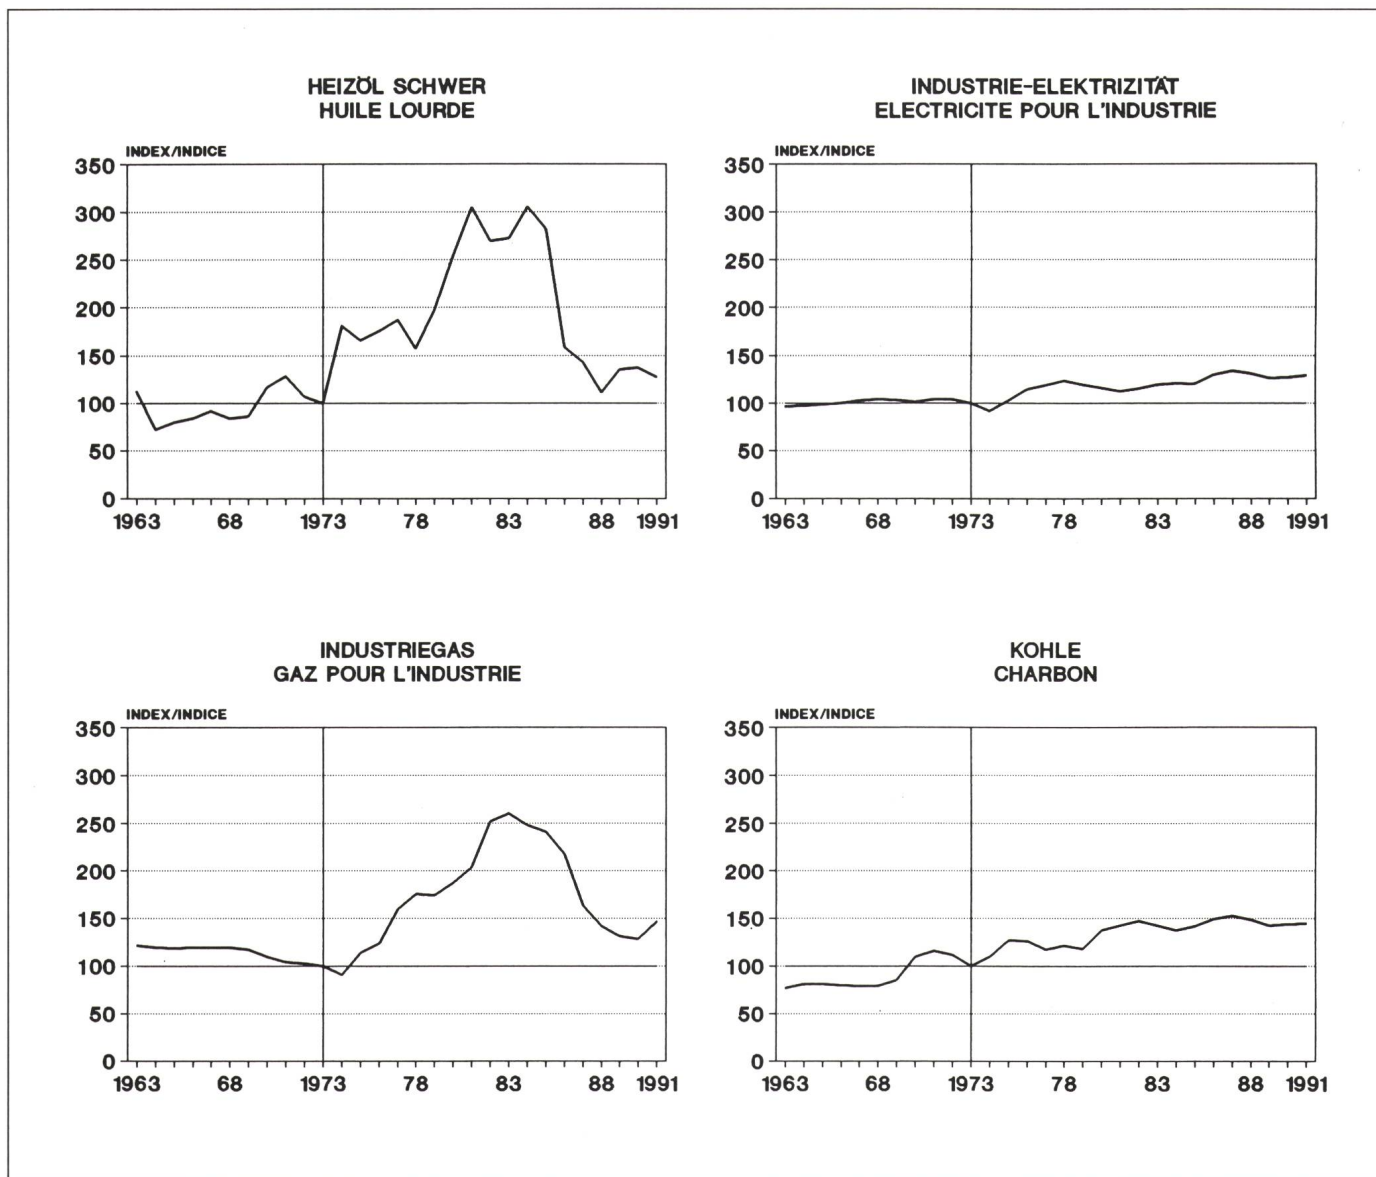 HEIZÖL SCHWER
HUILE LOURDE
INDEX/INDICE
350
300
250
200
150
100
50
0
1963 68 1973 78 83 88 1991
INDUSTRIE-ELEKTRIZITÄT
ELECTRICITE POUR L'INDUSTRIE
INDEX/INDICE
350
300
250
200
150
100
50
0
1963 68 1973 78 83 88 1991
INDUSTRIEGAS
GAZ POUR L'INDUSTRIE
INDEX/INDICE
350
300
250
200
150
100
50
0
1963 68 1973 78 83 88 1991
KOHLE
CHARBON
INDEX/INDICE
350
300
250
200
150
100
50
0
1963 68 1973 78 83 88 1991